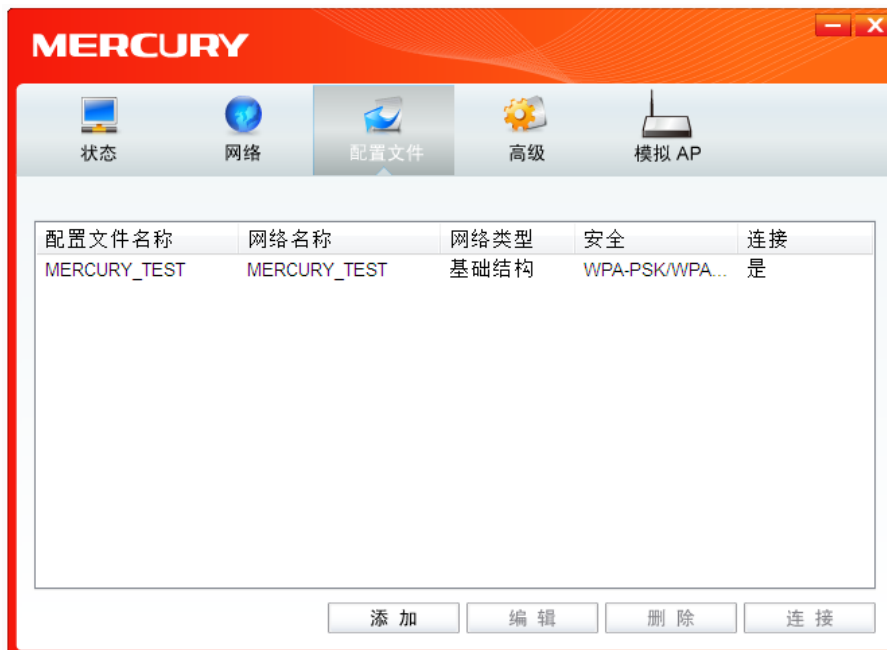 MERCURY
状态 网络 配置文件 高级 模拟 AP
配置文件名称 网络名称 网络类型 安全 连接
MERCURY_TEST MERCURY_TEST 基础结构 WPA-PSK/WPA... 是
添 加 编 辑 删 除 连 接